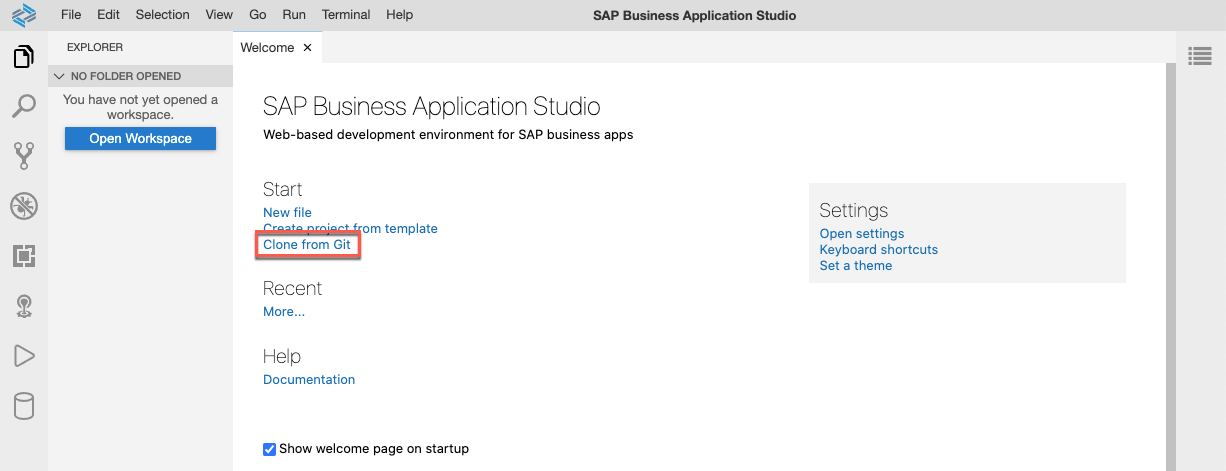 File Edit Selection View Go Run Terminal Help SAP Business Application Studio
EXPLORER
NO FOLDER OPENED
You have not yet opened a
workspace.
Open Workspace
Welcome ×
SAP Business Application Studio
Web-based development environment for SAP business apps
Start
New file
Create project from template
Clone from Git
Recent
More...
Help
Documentation
Show welcome page on startup
Settings
Open settings
Keyboard shortcuts
Set a theme